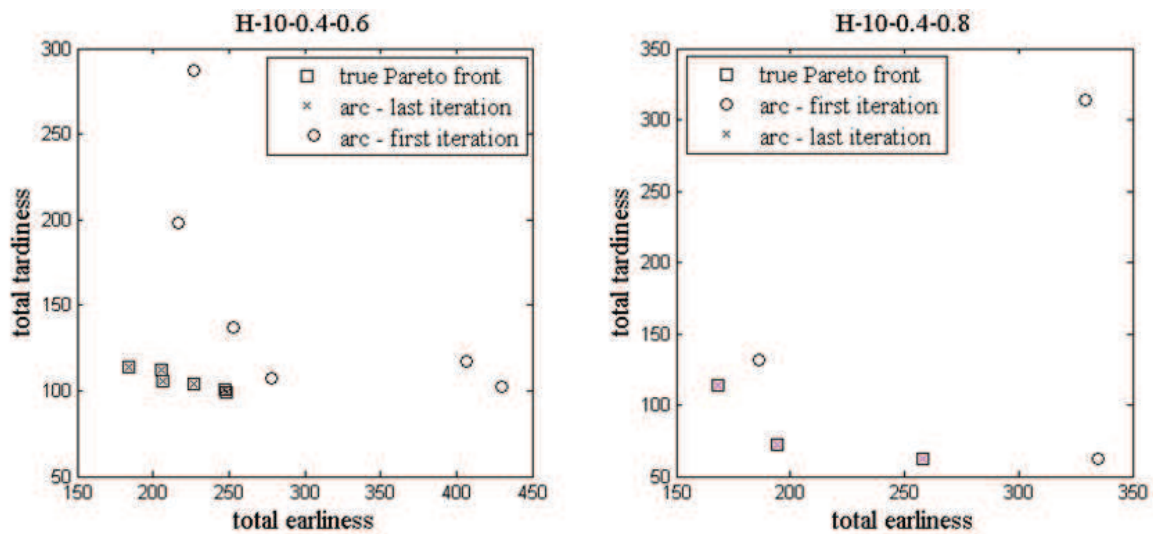 H-10-0.4-0.6
300
250
200
150
100
50
150 200 250 300 350 400 450
total tardiness
total earliness
true Pareto front
arc - last iteration
arc - first iteration
H-10-0.4-0.8
350
300
250
200
150
100
50
150 200 250 300 350
total tardiness
total earliness
true Pareto front
arc - first iteration
arc - last iteration